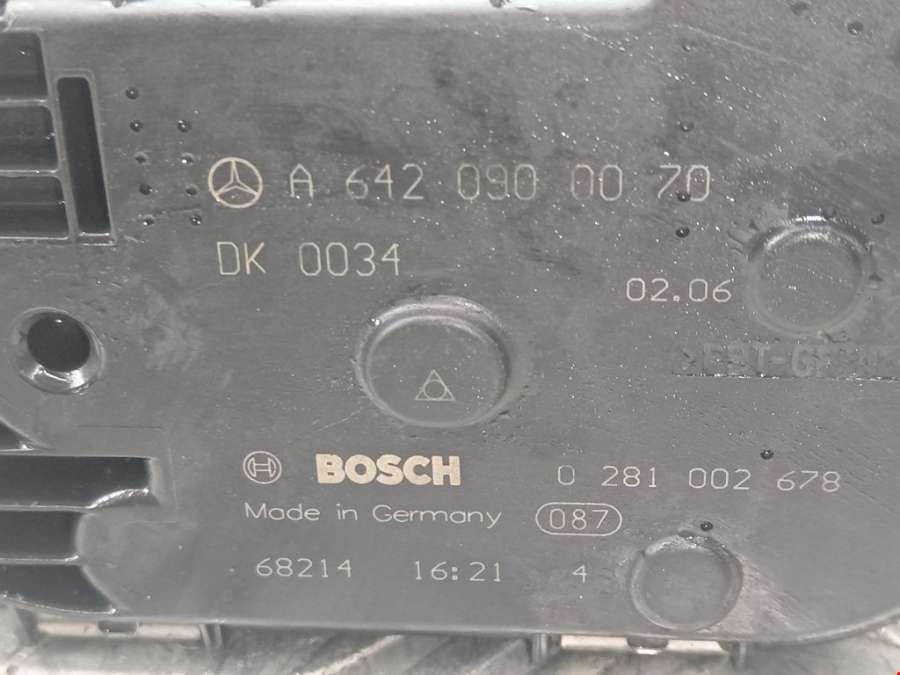 A 642 090 00 70
DK 0034
02.06
BOSCH 0 281 002 678
Made in Germany 087
68214 16:21 4